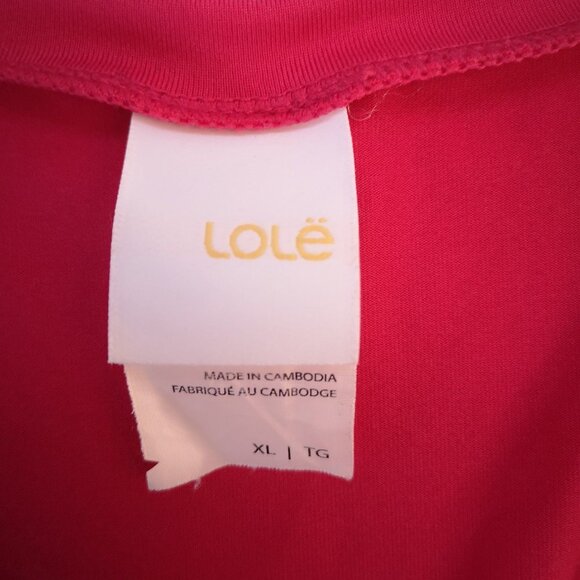 LOLË
MADE IN CAMBODIA
FABRIQUÉ AU CAMBODGE
XL | TG